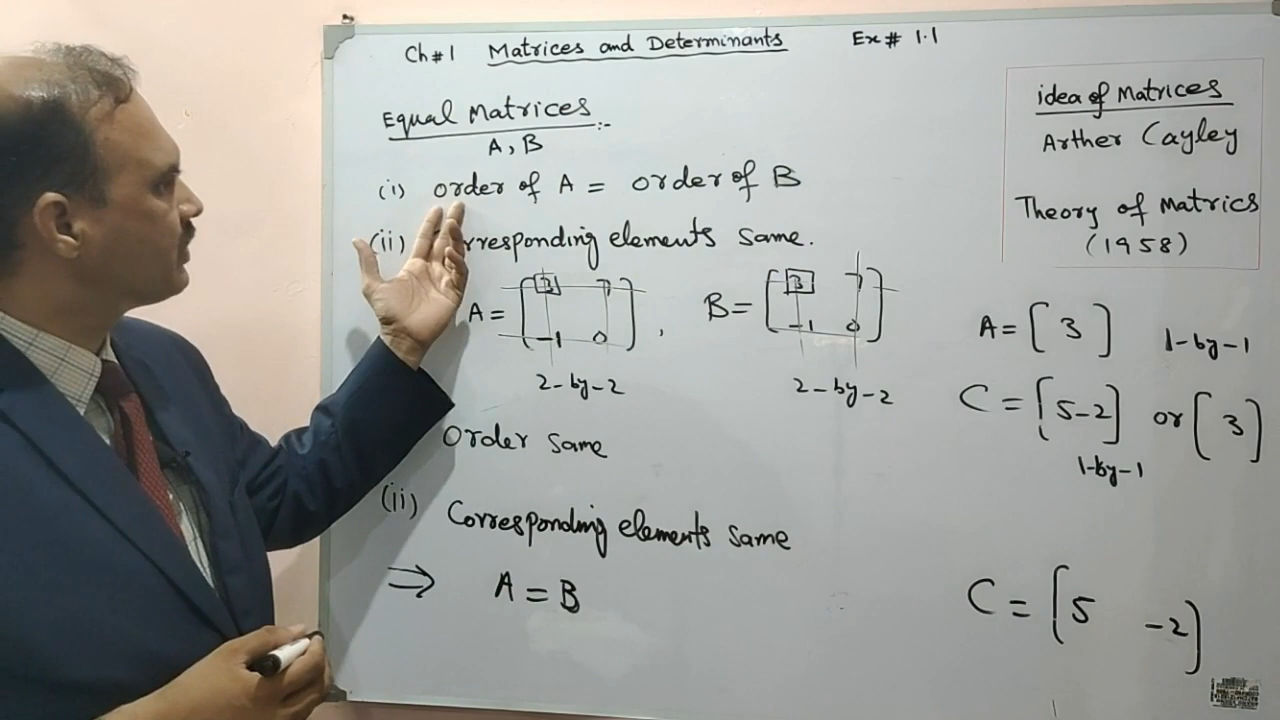 Ch#1 Matrices and Determinants Ex# 1.1
Equal Matrices :-
A, B
(i) order of A = order of B
(ii) rresponding elements same.
A = [3 7
-1 0] ,
2-by-2
B = [3 7
-1 0]
2-by-2
Order same
(ii) Corresponding elements same
⇒ A = B
idea of Matrices
Arther Cayley
Theory of Matrics
(1958)
A = [3] 1-by-1
C = [5-2] or [3]
1-by-1
C = [5 -2]